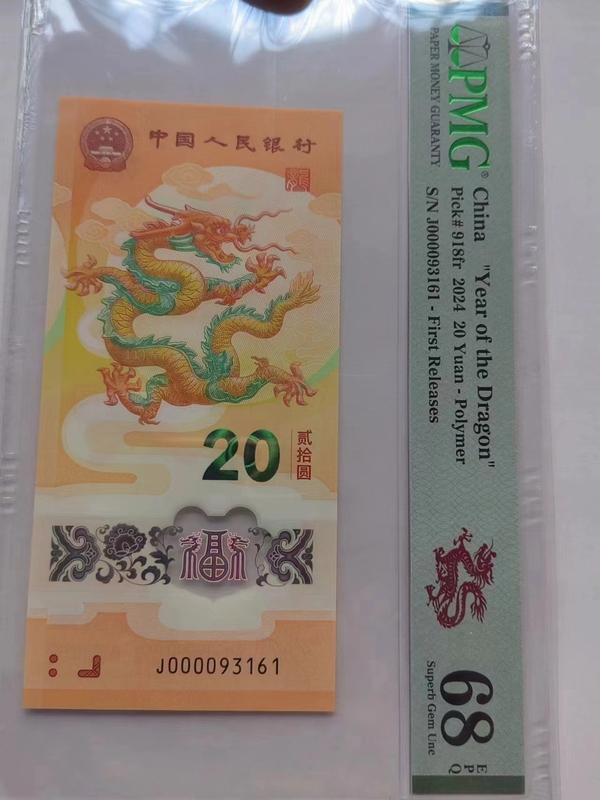 中国人民银行
20
贰拾圆
福
J000093161
PMG®
PAPER MONEY GUARANTY
China "Year of the Dragon"
Pick# 918fr 2024 20 Yuan - Polymer
S/N J000093161 - First Releases
68 EPQ
Superb Gem Unc